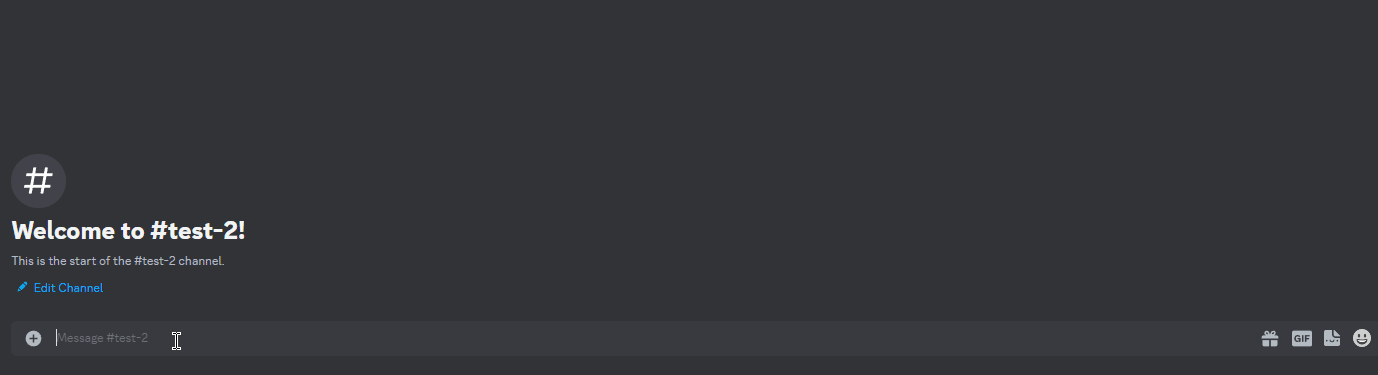 #
Welcome to #test-2!
This is the start of the #test-2 channel.
Edit Channel
Message #test-2
GIF